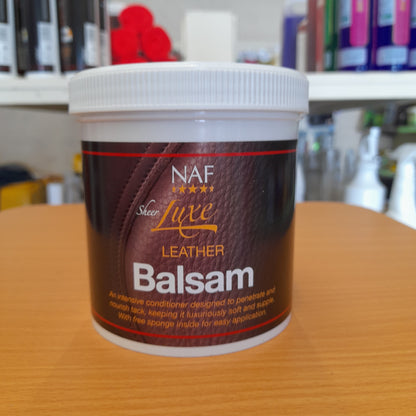 NAF
Sheer Luxe
LEATHER
Balsam
An intensive conditioner designed to penetrate and
nourish tack, keeping it luxuriously soft and supple.
With free sponge inside for easy application.